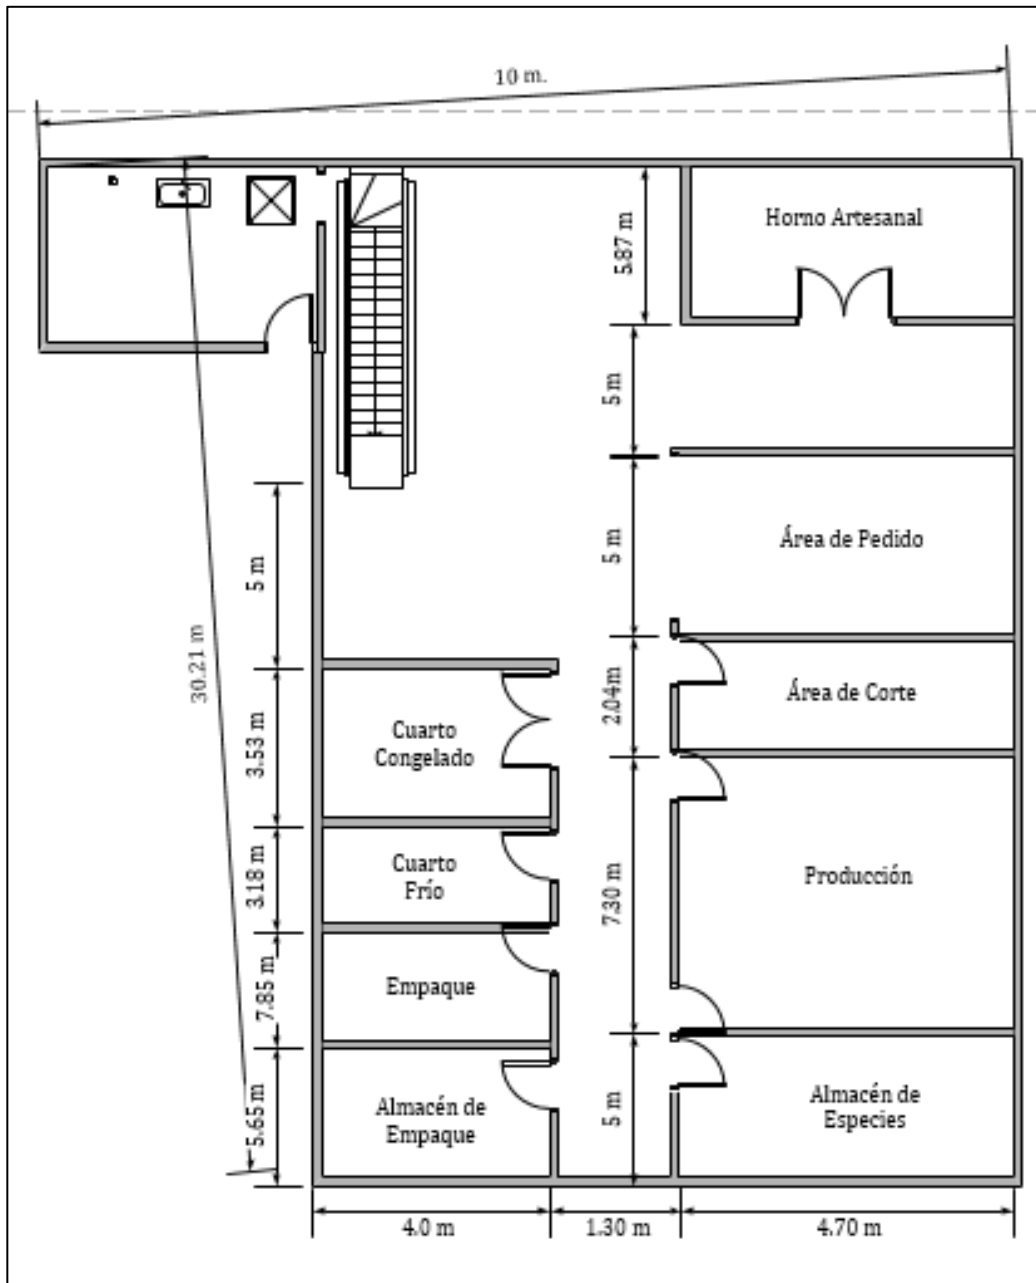 10 m.
Horno Artesanal
5.87 m
5 m
Área de Pedido
5 m
5 m
30.21 m
Área de Corte
2.04m
Cuarto
Congelado
3.53 m
Cuarto
Frío
3.18 m
Producción
7.30 m
Empaque
7.85 m
Almacén de
Empaque
5.65 m
5 m
Almacén de
Especies
4.0 m
1.30 m
4.70 m